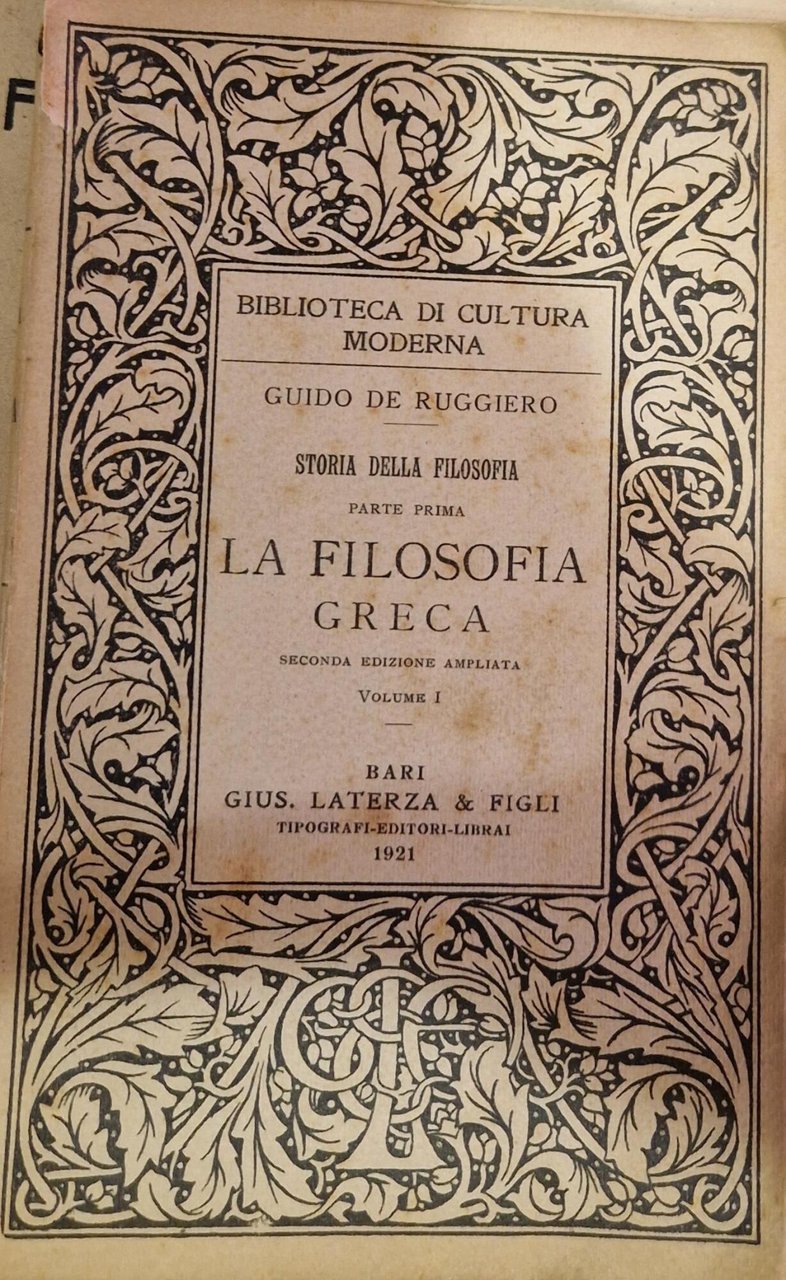 F
BIBLIOTECA DI CULTURA
MODERNA
GUIDO DE RUGGIERO
STORIA DELLA FILOSOFIA
PARTE PRIMA
LA FILOSOFIA
GRECA
SECONDA EDIZIONE AMPLIATA
VOLUME I
BARI
GIUS. LATERZA & FIGLI
TIPOGRAFI-EDITORI-LIBRAI
1921